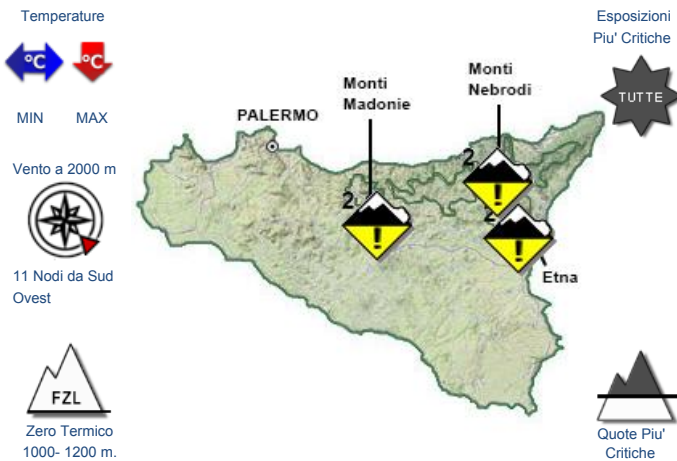 Temperature
°C
°C
MIN
MAX
Vento a 2000 m
11 Nodi da Sud
Ovest
FZL
Zero Termico
1000- 1200 m.
PALERMO
Monti
Madonie
2
!
Monti
Nebrodi
2
!
2
!
Etna
Esposizioni
Piu' Critiche
TUTTE
Quote Piu'
Critiche